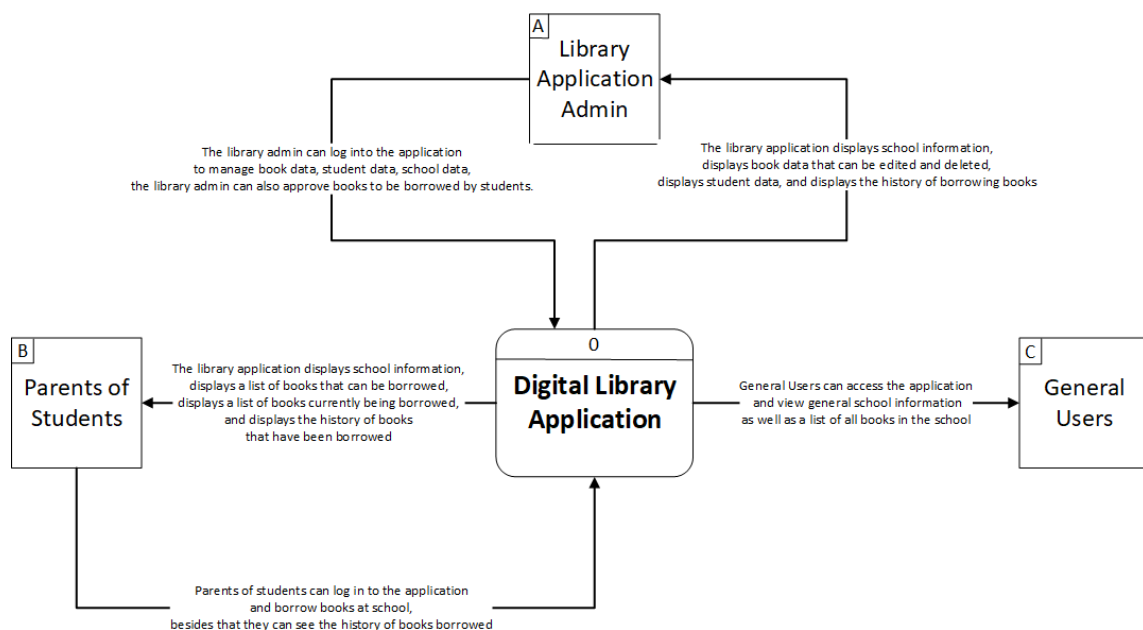 A
Library
Application
Admin
The library admin can log into the application
to manage book data, student data, school data,
the library admin can also approve books to be borrowed by students.
The library application displays school information,
displays book data that can be edited and deleted,
displays student data, and displays the history of borrowing books
B
Parents of
Students
The library application displays school information,
displays a list of books that can be borrowed,
displays a list of books currently being borrowed,
and displays the history of books
that have been borrowed
0
Digital Library
Application
General Users can access the application
and view general school information
as well as a list of all books in the school
C
General
Users
Parents of students can log in to the application
and borrow books at school,
besides that they can see the history of books borrowed